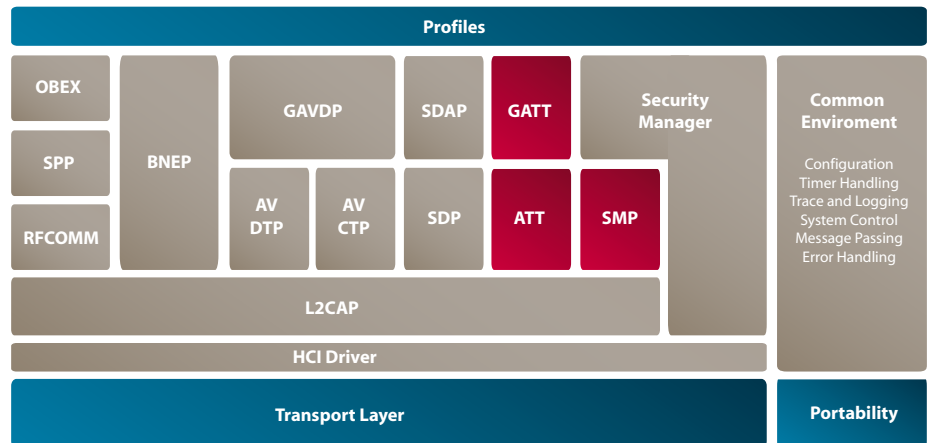 Profiles
OBEX
SPP
RFCOMM
BNEP
GAVDP
AV
DTP
AV
CTP
SDAP
SDP
GATT
ATT
SMP
Security
Manager
L2CAP
HCI Driver
Transport Layer
Common
Enviroment
Configuration
Timer Handling
Trace and Logging
System Control
Message Passing
Error Handling
Portability